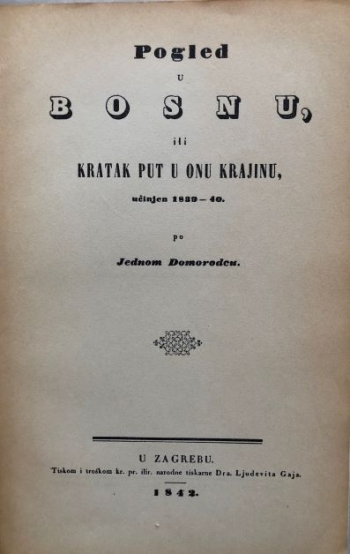 Pogled
U
BOSNU,
ili
KRATAK PUT U ONU KRAJINU,
učinjen 1839–40.
po
Jednom Domorodcu.
U ZAGREBU.
Tiskom i troškom kr. pr. ilir. narodne tiskarne Dra. Ljudevita Gaja.
1842.